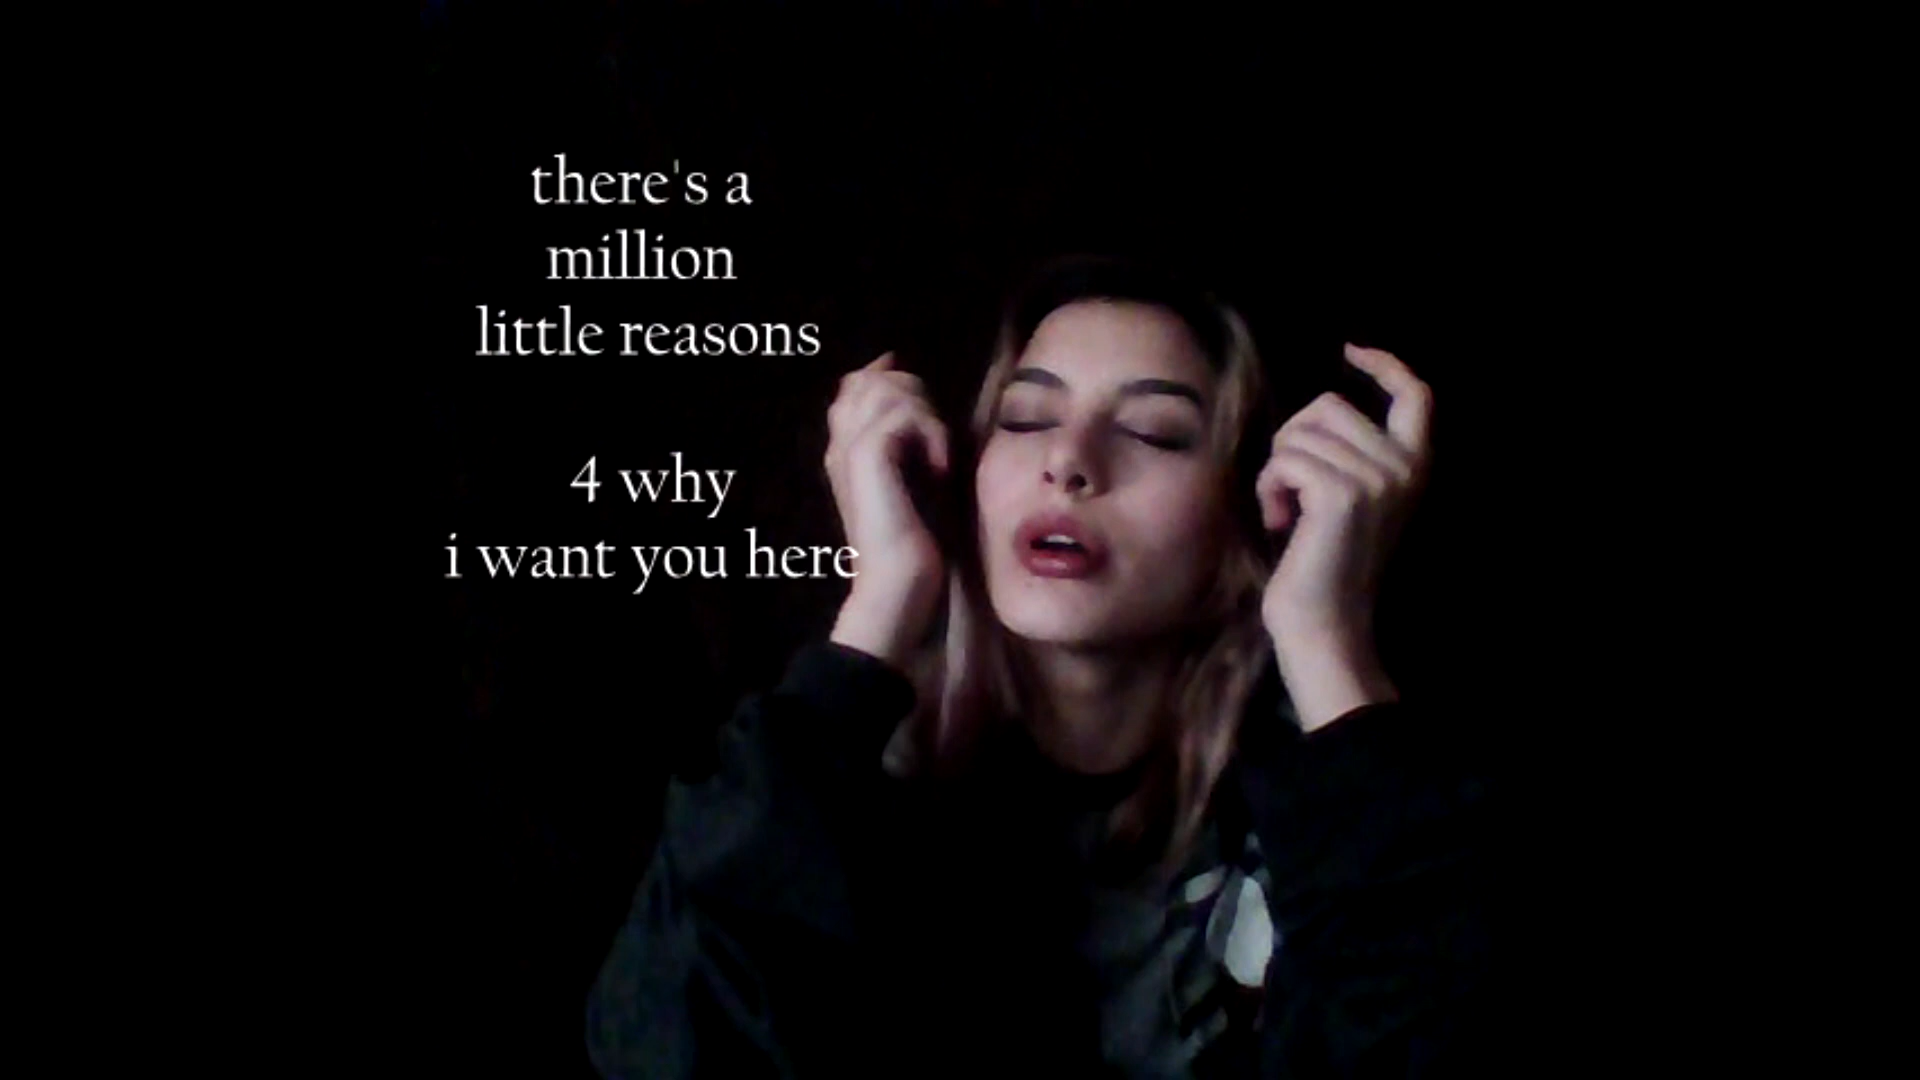 there's a
million
little reasons
4 why
i want you here